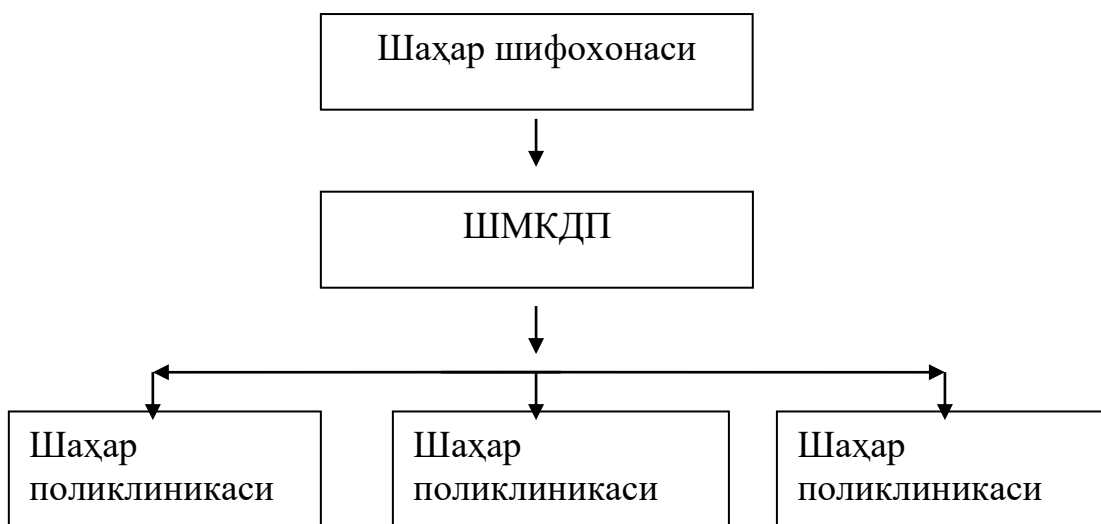 Шаҳар шифохонаси
ШМКДП
Шаҳар
поликлиникаси
Шаҳар
поликлиникаси
Шаҳар
поликлиникаси